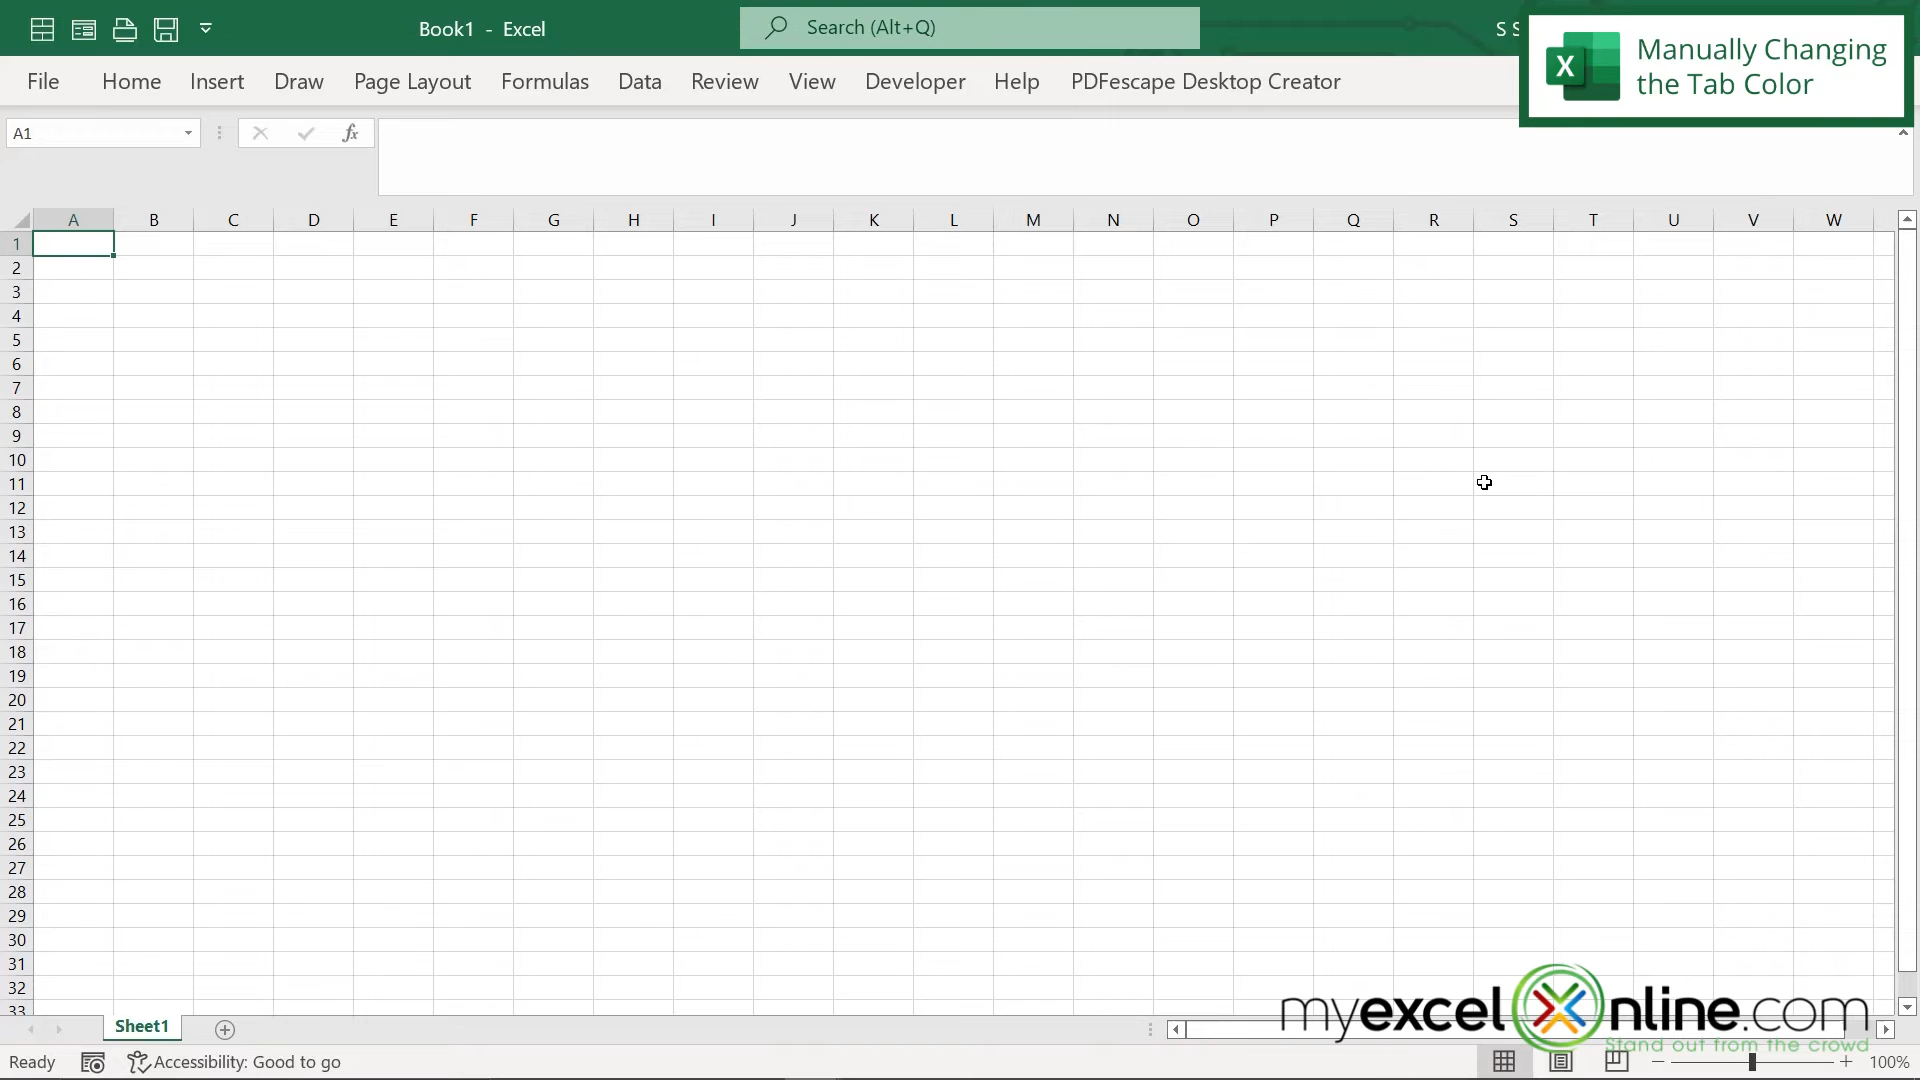 Book1 - Excel
Search (Alt+Q)
S S
X
Manually Changing
the Tab Color
File Home Insert Draw Page Layout Formulas Data Review View Developer Help PDFescape Desktop Creator
A1
fx
A B C D E F G H I J K L M N O P Q R S T U V W
1
2
3
4
5
6
7
8
9
10
11
12
13
14
15
16
17
18
19
20
21
22
23
24
25
26
27
28
29
30
31
32
33
myexcelonline.com
Stand out from the crowd
Sheet1
Ready Accessibility: Good to go 100%